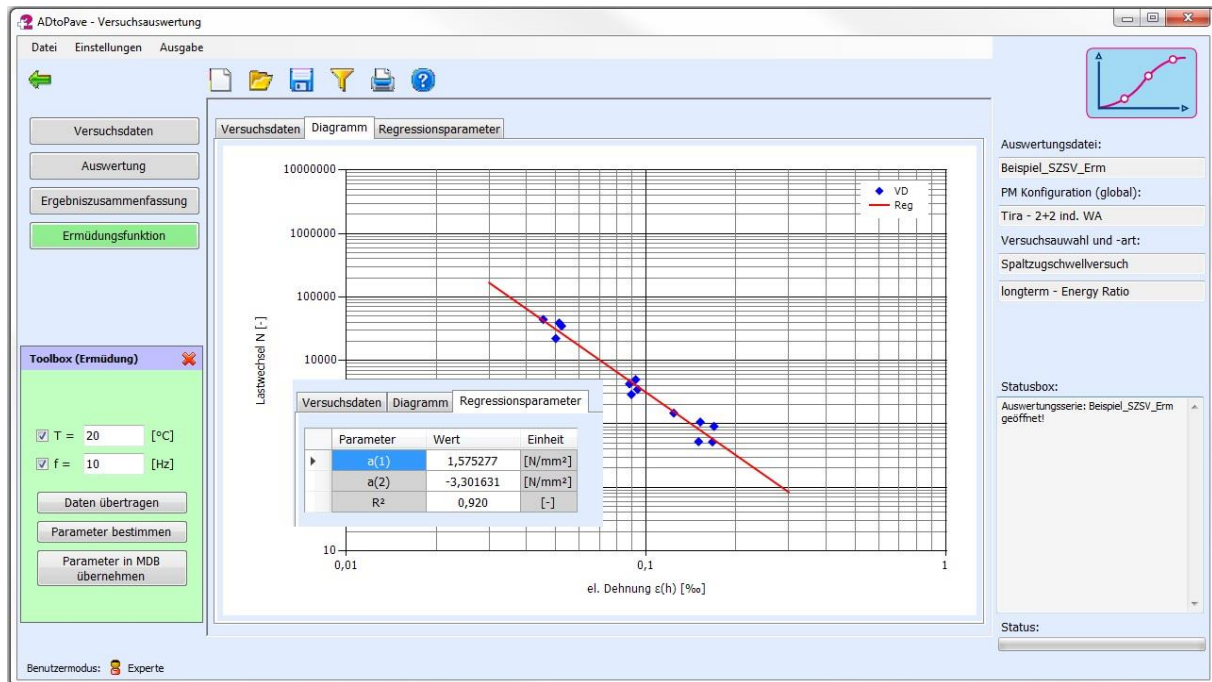 ADtoPave - Versuchsauswertung
Datei Einstellungen Ausgabe
Versuchsdaten
Auswertung
Ergebniszusammenfassung
Ermüdungsfunktion
Toolbox (Ermüdung)
T = 20 [°C]
f = 10 [Hz]
Daten übertragen
Parameter bestimmen
Parameter in MDB
übernehmen
Benutzermodus: Experte
Versuchsdaten Diagramm Regressionsparameter
10000000
1000000
100000
10000
10
Lastwechsel N [-]
0,01 0,1 1
el. Dehnung ε(h) [‰]
VD
Reg
Versuchsdaten Diagramm Regressionsparameter
Parameter Wert Einheit
a(1) 1,575277 [N/mm²]
a(2) -3,301631 [N/mm²]
R² 0,920 [-]
Auswertungsdatei:
Beispiel_SZSV_Erm
PM Konfiguration (global):
Tira - 2+2 ind. WA
Versuchsauwahl und -art:
Spaltzugschwellversuch
longterm - Energy Ratio
Statusbox:
Auswertungsserie: Beispiel_SZSV_Erm
geöffnet!
Status: